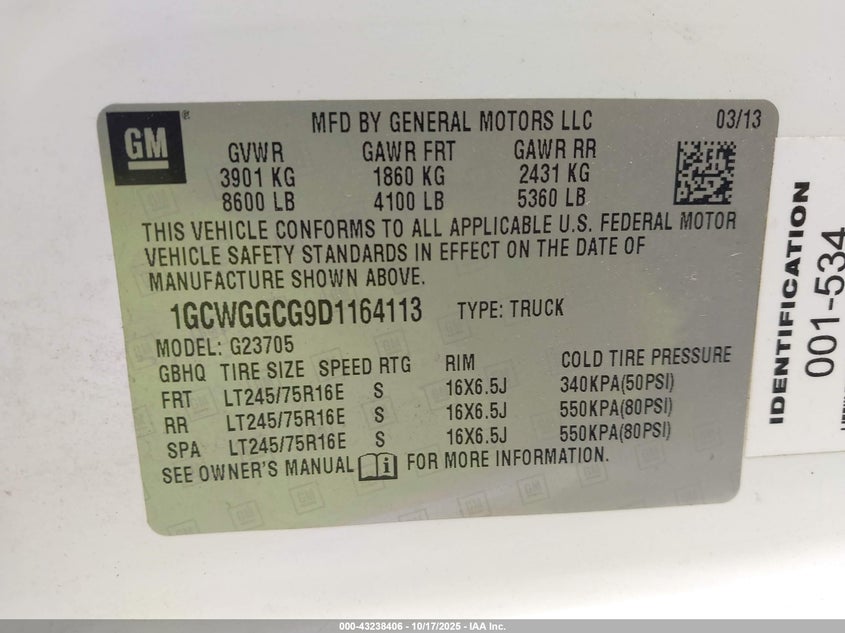 GM ®
MFD BY GENERAL MOTORS LLC 03/13
GVWR GAWR FRT GAWR RR
3901 KG 1860 KG 2431 KG
8600 LB 4100 LB 5360 LB
THIS VEHICLE CONFORMS TO ALL APPLICABLE U.S. FEDERAL MOTOR
VEHICLE SAFETY STANDARDS IN EFFECT ON THE DATE OF
MANUFACTURE SHOWN ABOVE.
1GCWGGCG9D1164113 TYPE: TRUCK
MODEL: G23705
GBHQ TIRE SIZE SPEED RTG RIM COLD TIRE PRESSURE
FRT LT245/75R16E S 16X6.5J 340KPA(50PSI)
RR LT245/75R16E S 16X6.5J 550KPA(80PSI)
SPA LT245/75R16E S 16X6.5J 550KPA(80PSI)
SEE OWNER'S MANUAL i FOR MORE INFORMATION.
IDENTIFICATION
001-534
000-43238406 - 10/17/2025 - IAA Inc.